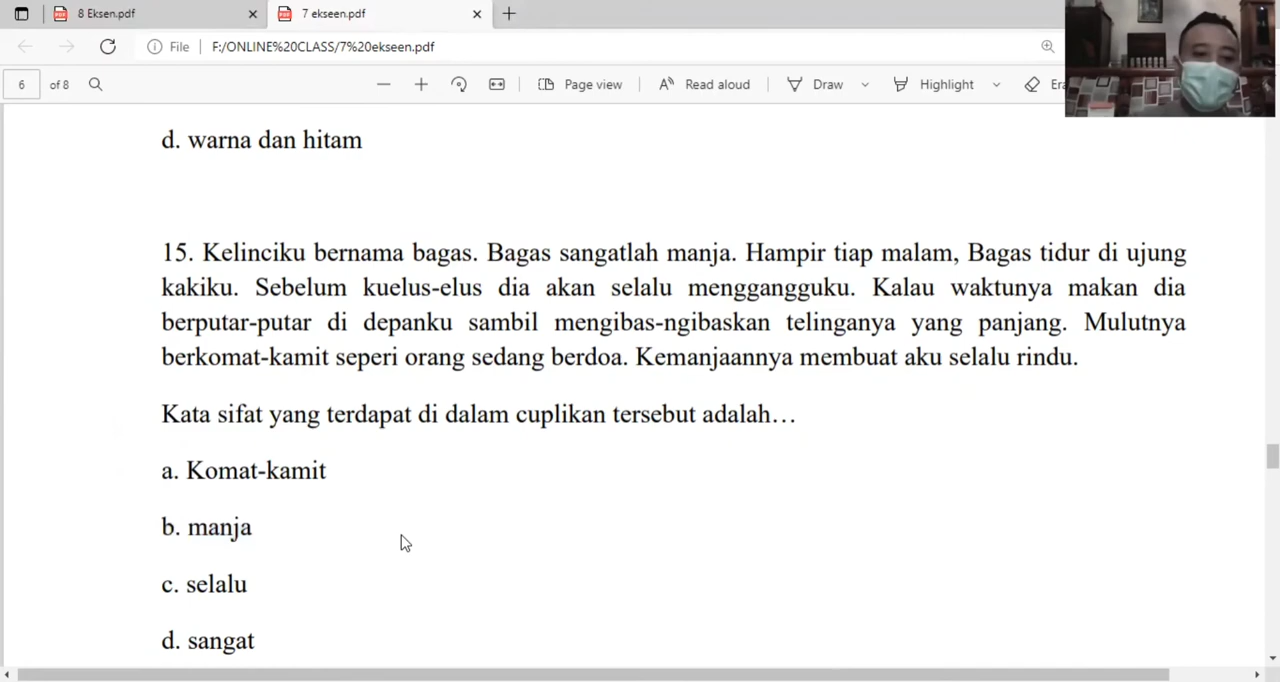 8 Eksen.pdf
7 ekseen.pdf
File
F:/ONLINE%20CLASS/7%20ekseen.pdf
6 of 8
Page view
Read aloud
Draw
Highlight
Era
d. warna dan hitam
15. Kelinciku bernama bagas. Bagas sangatlah manja. Hampir tiap malam, Bagas tidur di ujung
kakiku. Sebelum kuelus-elus dia akan selalu menggangguku. Kalau waktunya makan dia
berputar-putar di depanku sambil mengibas-ngibaskan telinganya yang panjang. Mulutnya
berkomat-kamit seperi orang sedang berdoa. Kemanjaannya membuat aku selalu rindu.
Kata sifat yang terdapat di dalam cuplikan tersebut adalah…
a. Komat-kamit
b. manja
c. selalu
d. sangat